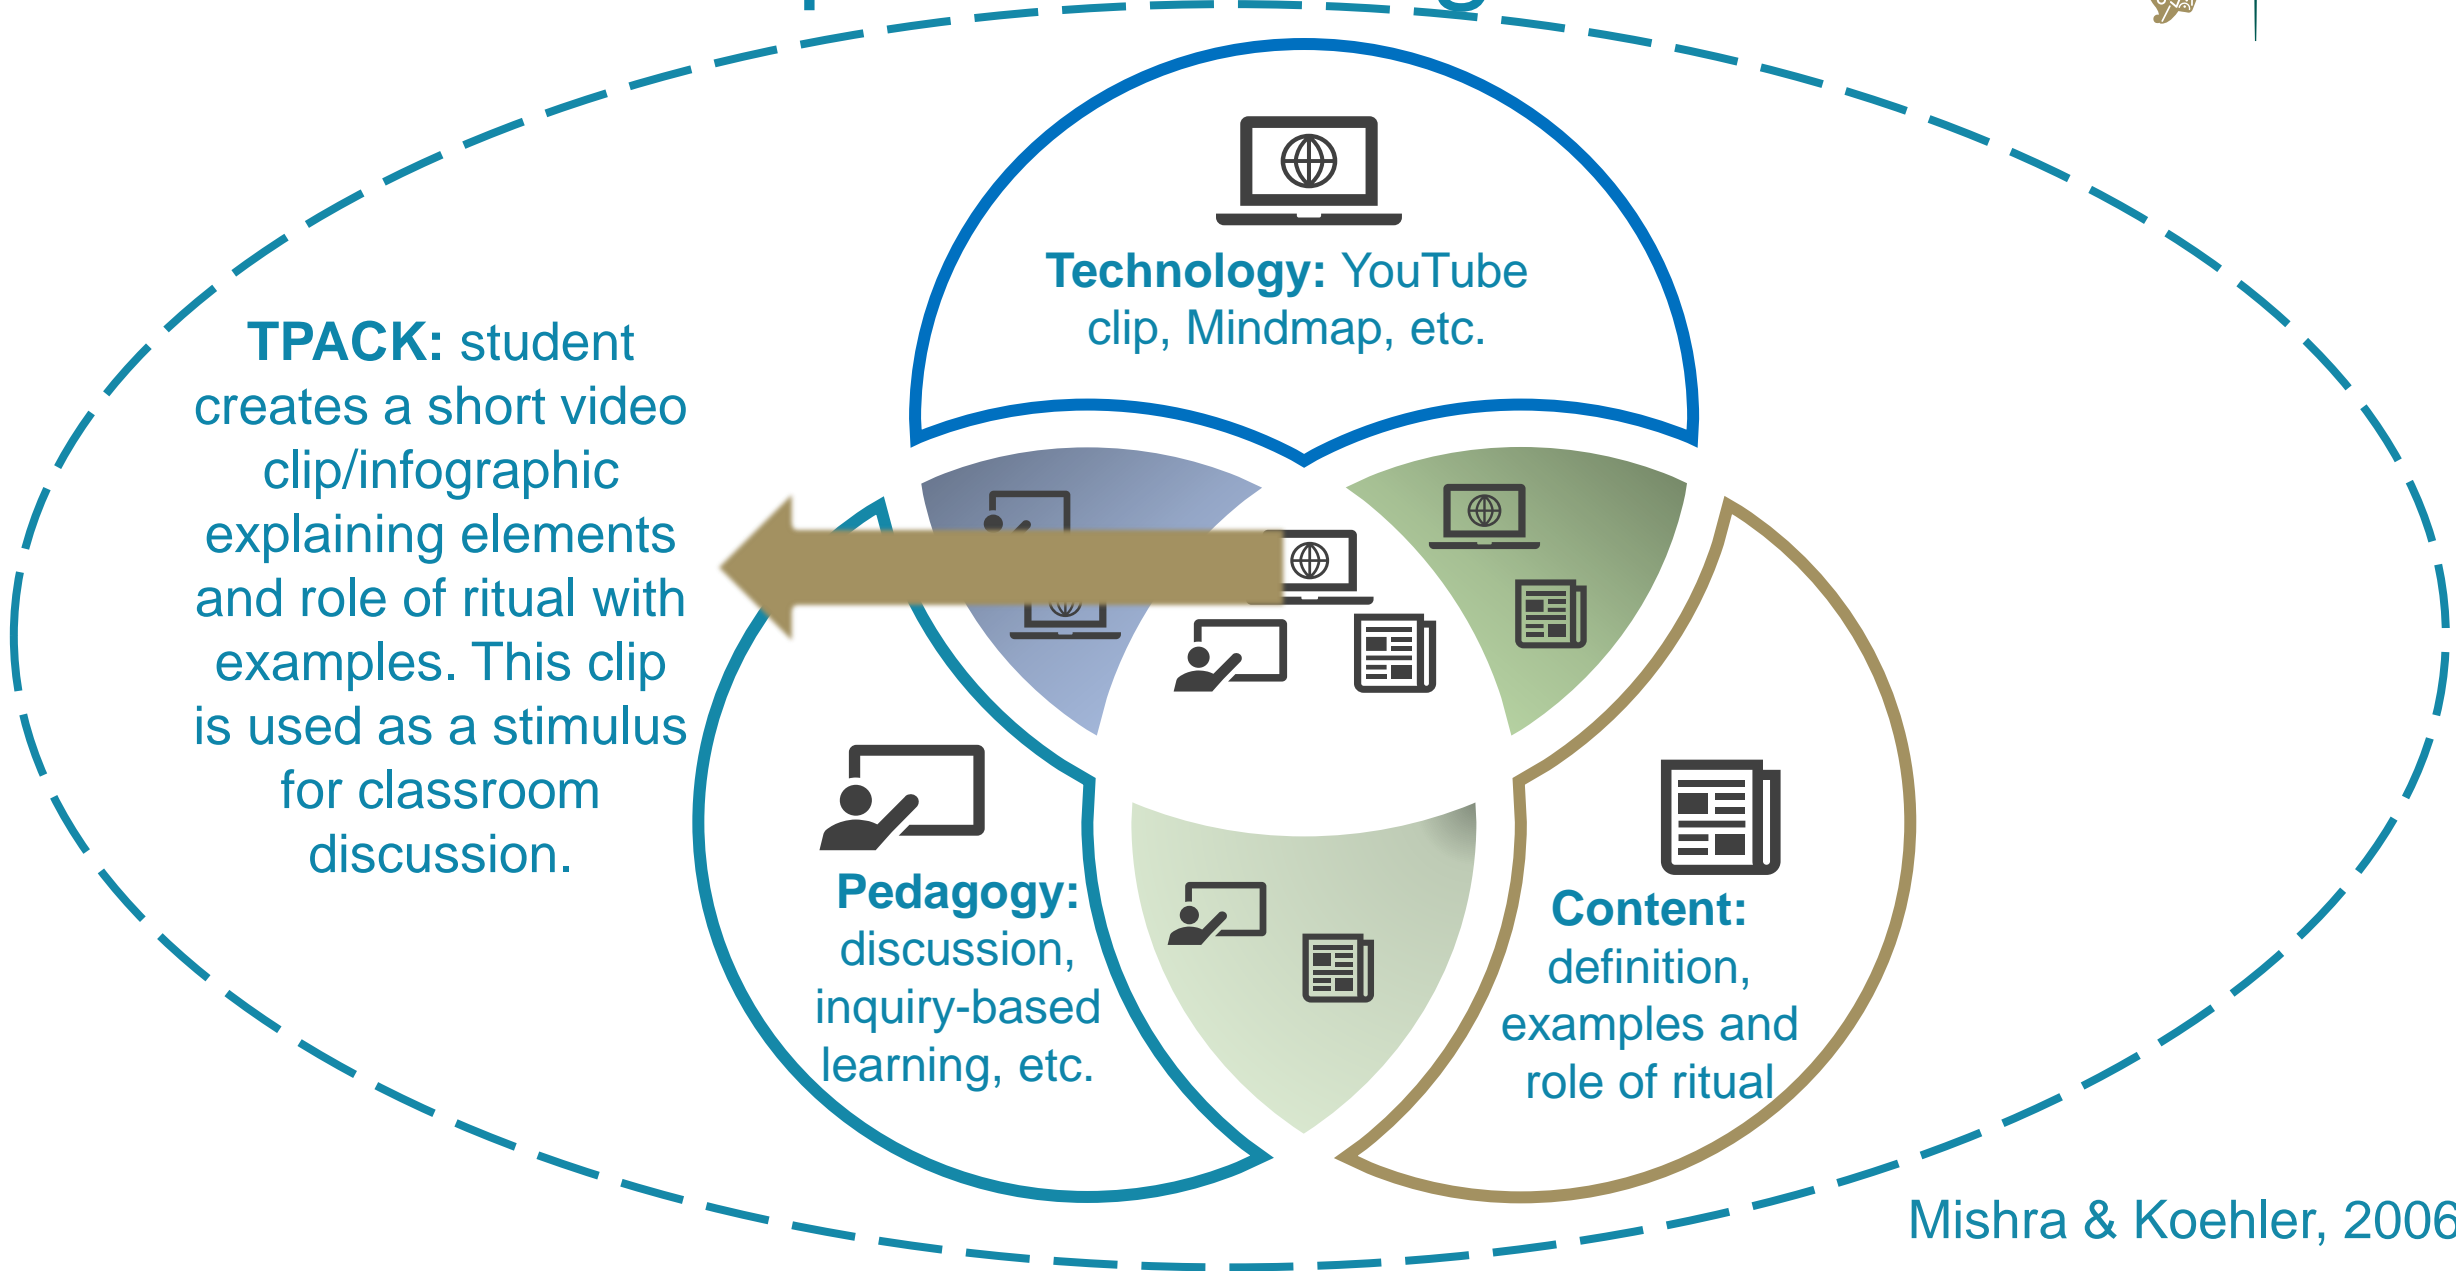 Technology: YouTube
clip, Mindmap, etc.
TPACK: student
creates a short video
clip/infographic
explaining elements
and role of ritual with
examples. This clip
is used as a stimulus
for classroom
discussion.
Pedagogy:
discussion,
inquiry-based
learning, etc.
Content:
definition,
examples and
role of ritual
Mishra & Koehler, 2006